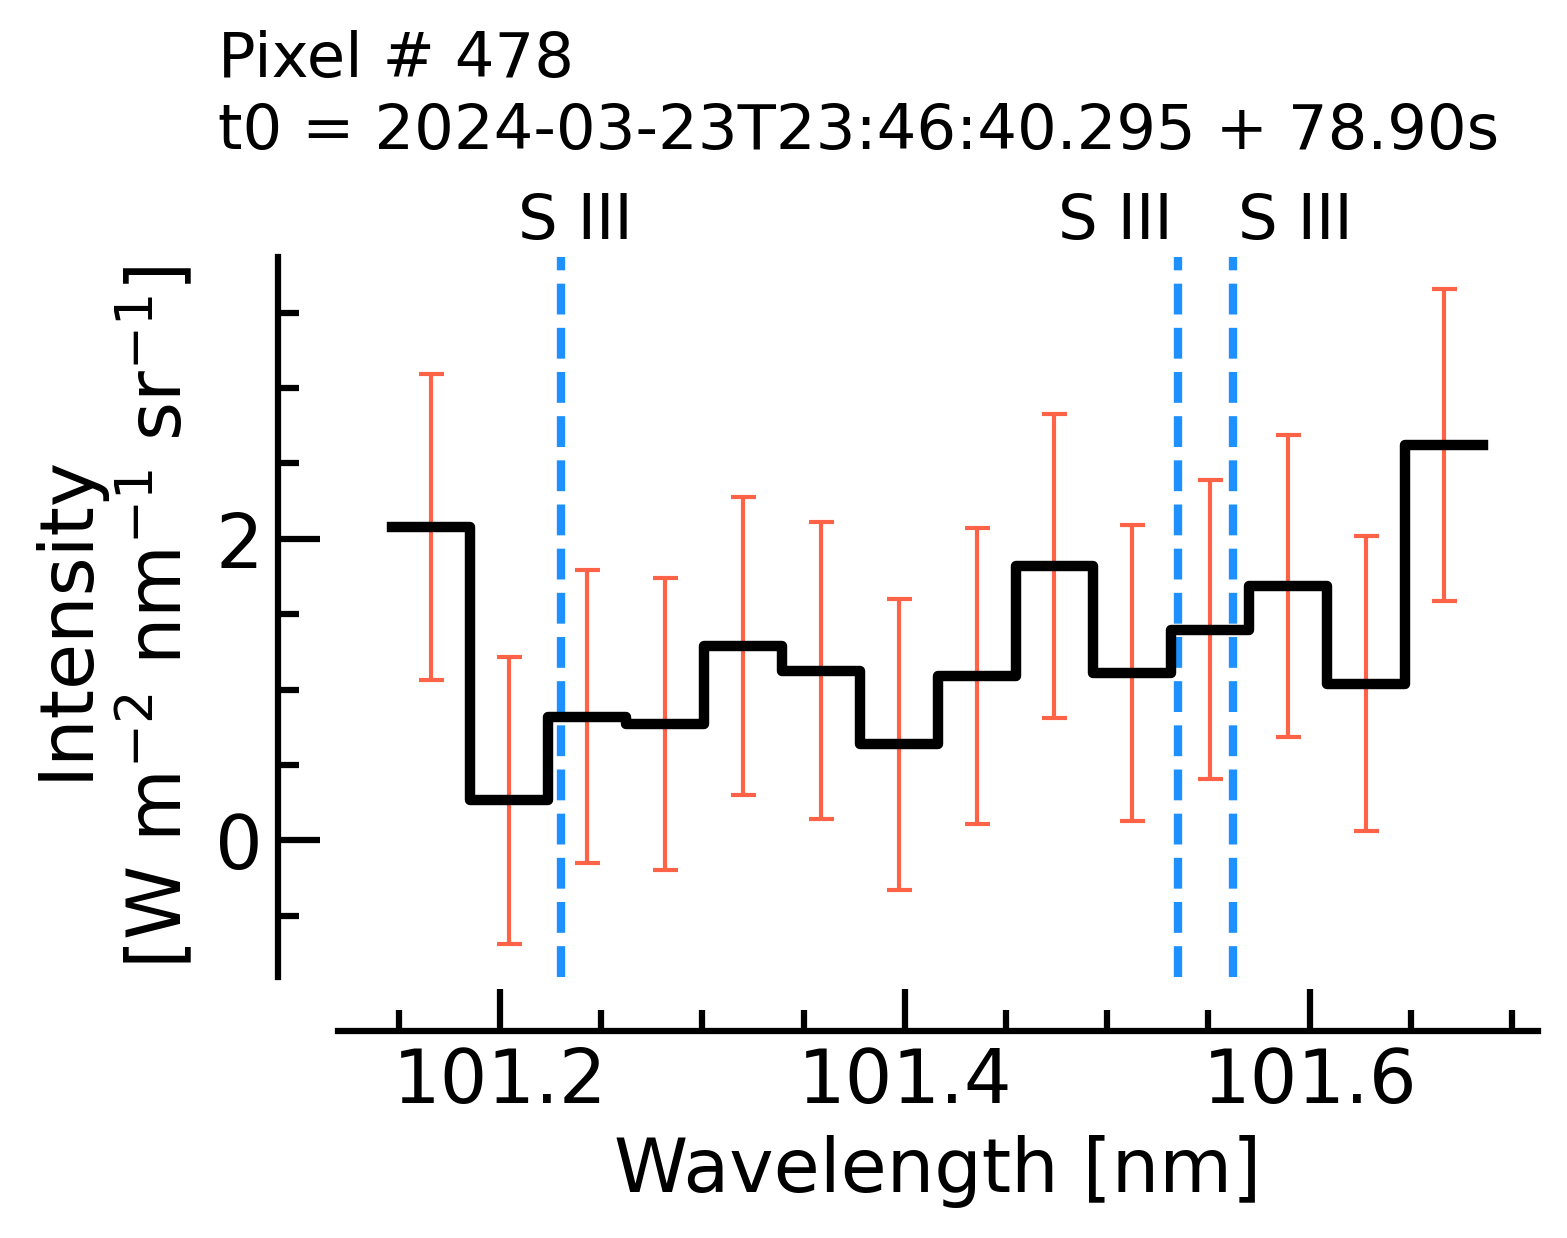 Pixel # 478
t0 = 2024-03-23T23:46:40.295 + 78.90s
S III S III S III
Intensity
[W m⁻² nm⁻¹ sr⁻¹]
2
0
101.2 101.4 101.6
Wavelength [nm]